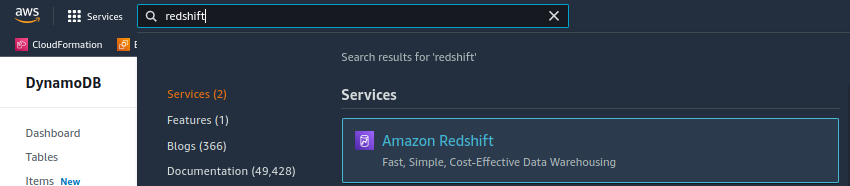 aws
Services
redshift
CloudFormation
Search results for 'redshift'
DynamoDB
Services (2)
Services
Features (1)
Amazon Redshift
Dashboard
Blogs (366)
Fast, Simple, Cost-Effective Data Warehousing
Tables
Documentation (49,428)
Items New